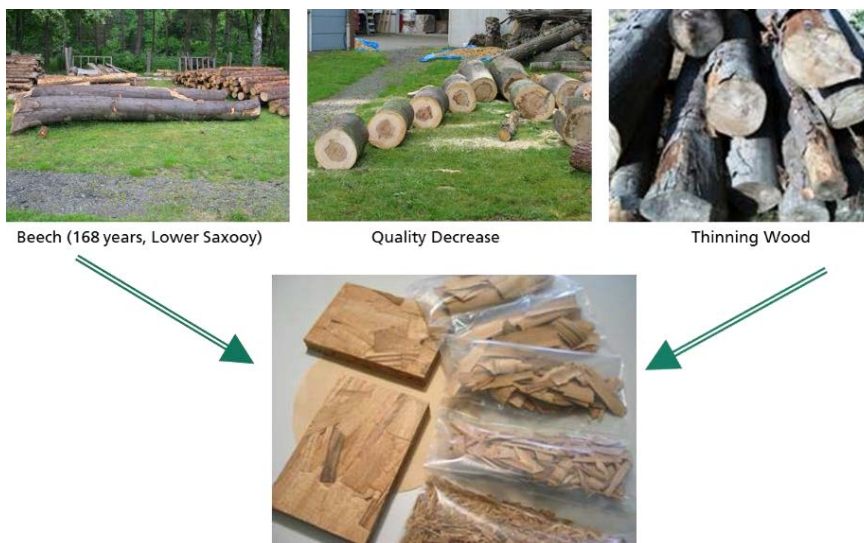 Beech (168 years, Lower Saxooy)
Quality Decrease
Thinning Wood